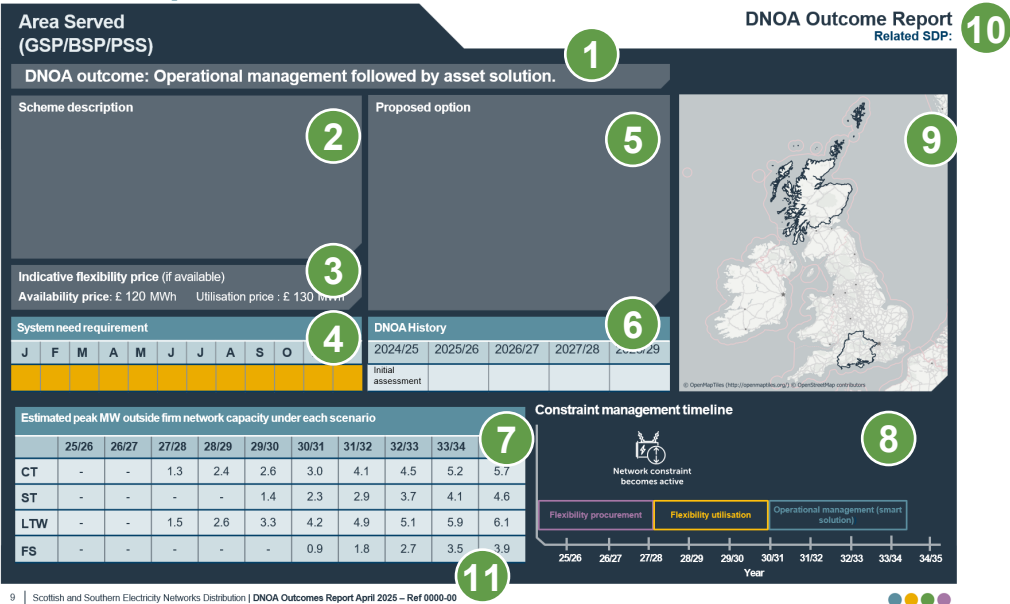 Area Served
(GSP/BSP/PSS)
DNOA Outcome Report
Related SDP:
10
1
DNOA outcome: Operational management followed by asset solution.
Scheme description
2
Proposed option
5
9
Indicative flexibility price (if available)
3
Availability price: £ 120 MWh Utilisation price : £ 130 MWh
System need requirement
4
J F M A M J J A S O
DNOA History
6
2024/25 2025/26 2026/27 2027/28 2028/29
Initial
assessment
© OpenMapTiles (http://openmaptiles.org/) © OpenStreetMap contributors
Estimated peak MW outside firm network capacity under each scenario
7
25/26 26/27 27/28 28/29 29/30 30/31 31/32 32/33 33/34
CT - - 1.3 2.4 2.6 3.0 4.1 4.5 5.2 5.7
ST - - - - 1.4 2.3 2.9 3.7 4.1 4.6
LTW - - 1.5 2.6 3.3 4.2 4.9 5.1 5.9 6.1
FS - - - - - 0.9 1.8 2.7 3.5 3.9
11
Constraint management timeline
8
Network constraint
becomes active
Flexibility procurement
Flexibility utilisation
Operational management (smart
solution)
25/26 26/27 27/28 28/29 29/30 30/31 31/32 32/33 33/34 34/35
Year
9 Scottish and Southern Electricity Networks Distribution | DNOA Outcomes Report April 2025 – Ref 0000-00